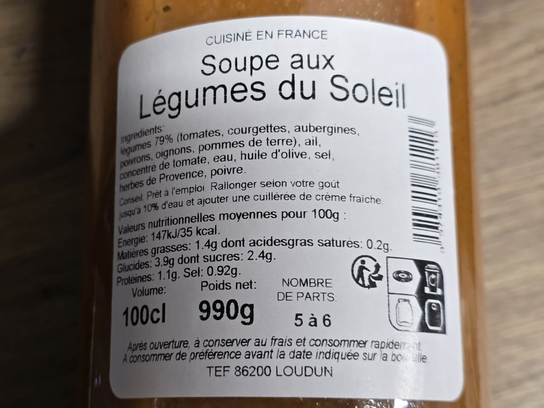 CUISINÉ EN FRANCE
Soupe aux
Légumes du Soleil
Ingrédients:
légumes 79% (tomates, courgettes, aubergines,
poivrons, oignons, pommes de terre), ail,
concentre de tomate, eau, huile d'olive, sel,
herbes de Provence, poivre.
Conseil: Prêt à l'emploi. Rallonger selon votre goût
jusqu'à 10% d'eau et ajouter une cuillerée de crème fraiche
Valeurs nutritionnelles moyennes pour 100g :
Energie: 147kJ/35 kcal.
Matières grasses: 1.4g dont acidesgras saturés: 0.2g.
Glucides: 3.9g dont sucres: 2.4g.
Protéines: 1.1g. Sel: 0.92g.
Volume:
100cl
Poids net:
990g
NOMBRE
DE PARTS
5 à 6
Après ouverture, à conserver au frais et consommer rapidement.
A consommer de préférence avant la date indiquée sur la
TEF 86200 LOUDUN